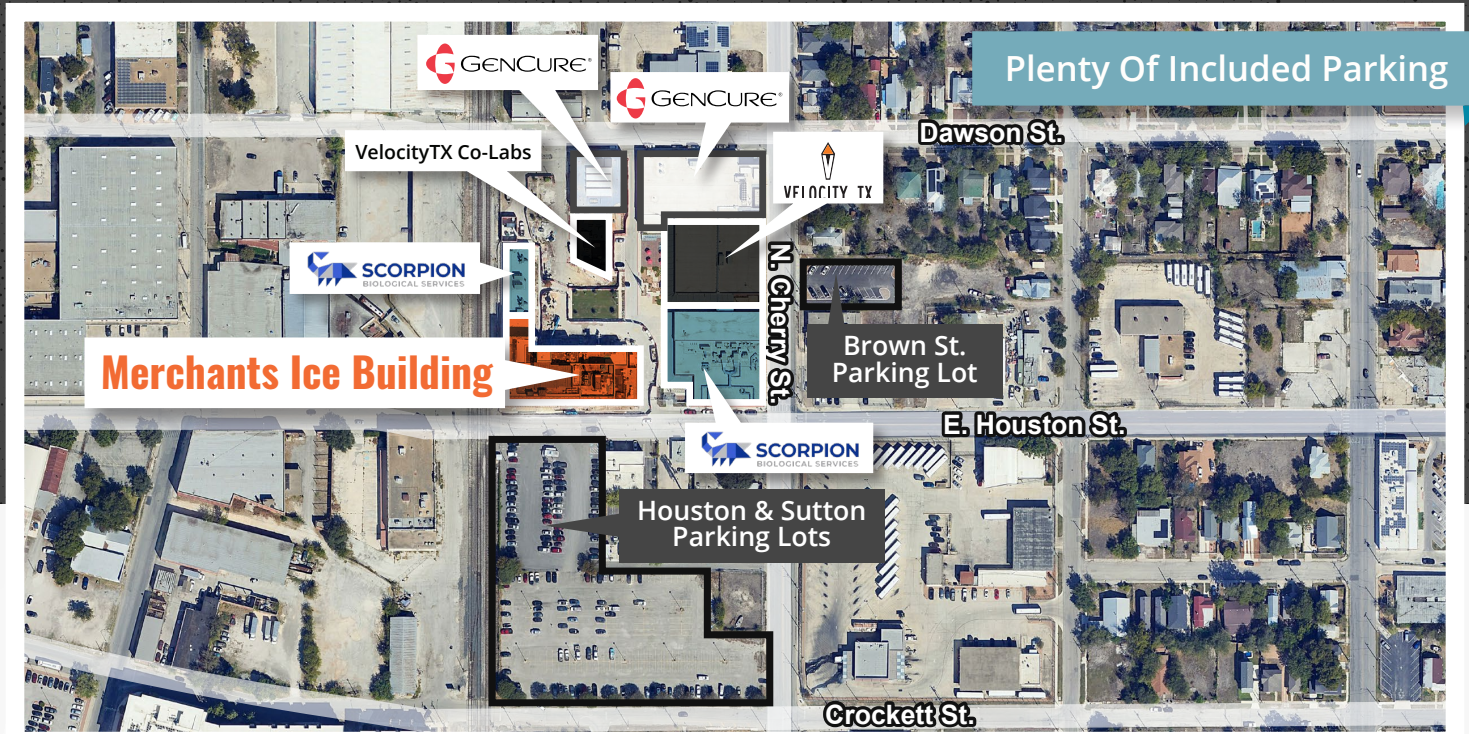 Plenty Of Included Parking
GENCURE®
GENCURE®
Dawson St.
VelocityTX Co-Labs
VELOCITY TX
SCORPION
BIOLOGICAL SERVICES
N. Cherry St.
Merchants Ice Building
Brown St.
Parking Lot
E. Houston St.
SCORPION
BIOLOGICAL SERVICES
Houston & Sutton
Parking Lots
Crockett St.